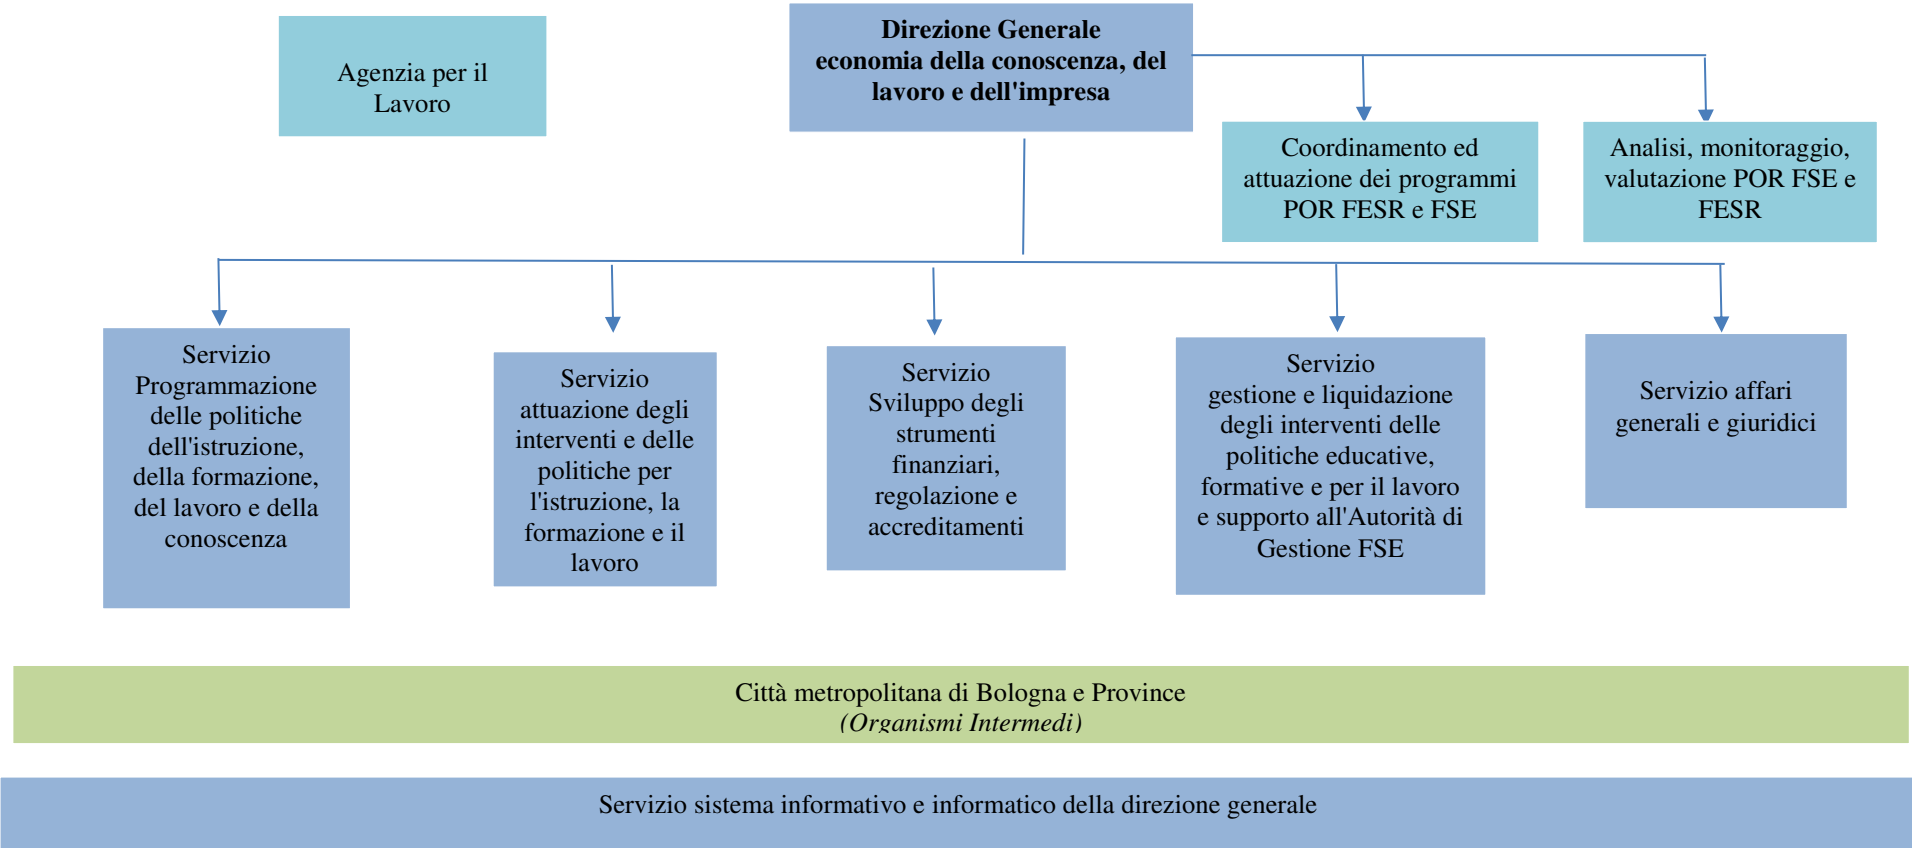 Agenzia per il
Lavoro
Direzione Generale
economia della conoscenza, del
lavoro e dell'impresa
Coordinamento ed
attuazione dei programmi
POR FESR e FSE
Analisi, monitoraggio,
valutazione POR FSE e
FESR
Servizio
Programmazione
delle politiche
dell'istruzione,
della formazione,
del lavoro e della
conoscenza
Servizio
attuazione degli
interventi e delle
politiche per
l'istruzione, la
formazione e il
lavoro
Servizio
Sviluppo degli
strumenti
finanziari,
regolazione e
accreditamenti
Servizio
gestione e liquidazione
degli interventi delle
politiche educative,
formative e per il lavoro
e supporto all'Autorità di
Gestione FSE
Servizio affari
generali e giuridici
Città metropolitana di Bologna e Province
(Organismi Intermedi)
Servizio sistema informativo e informatico della direzione generale